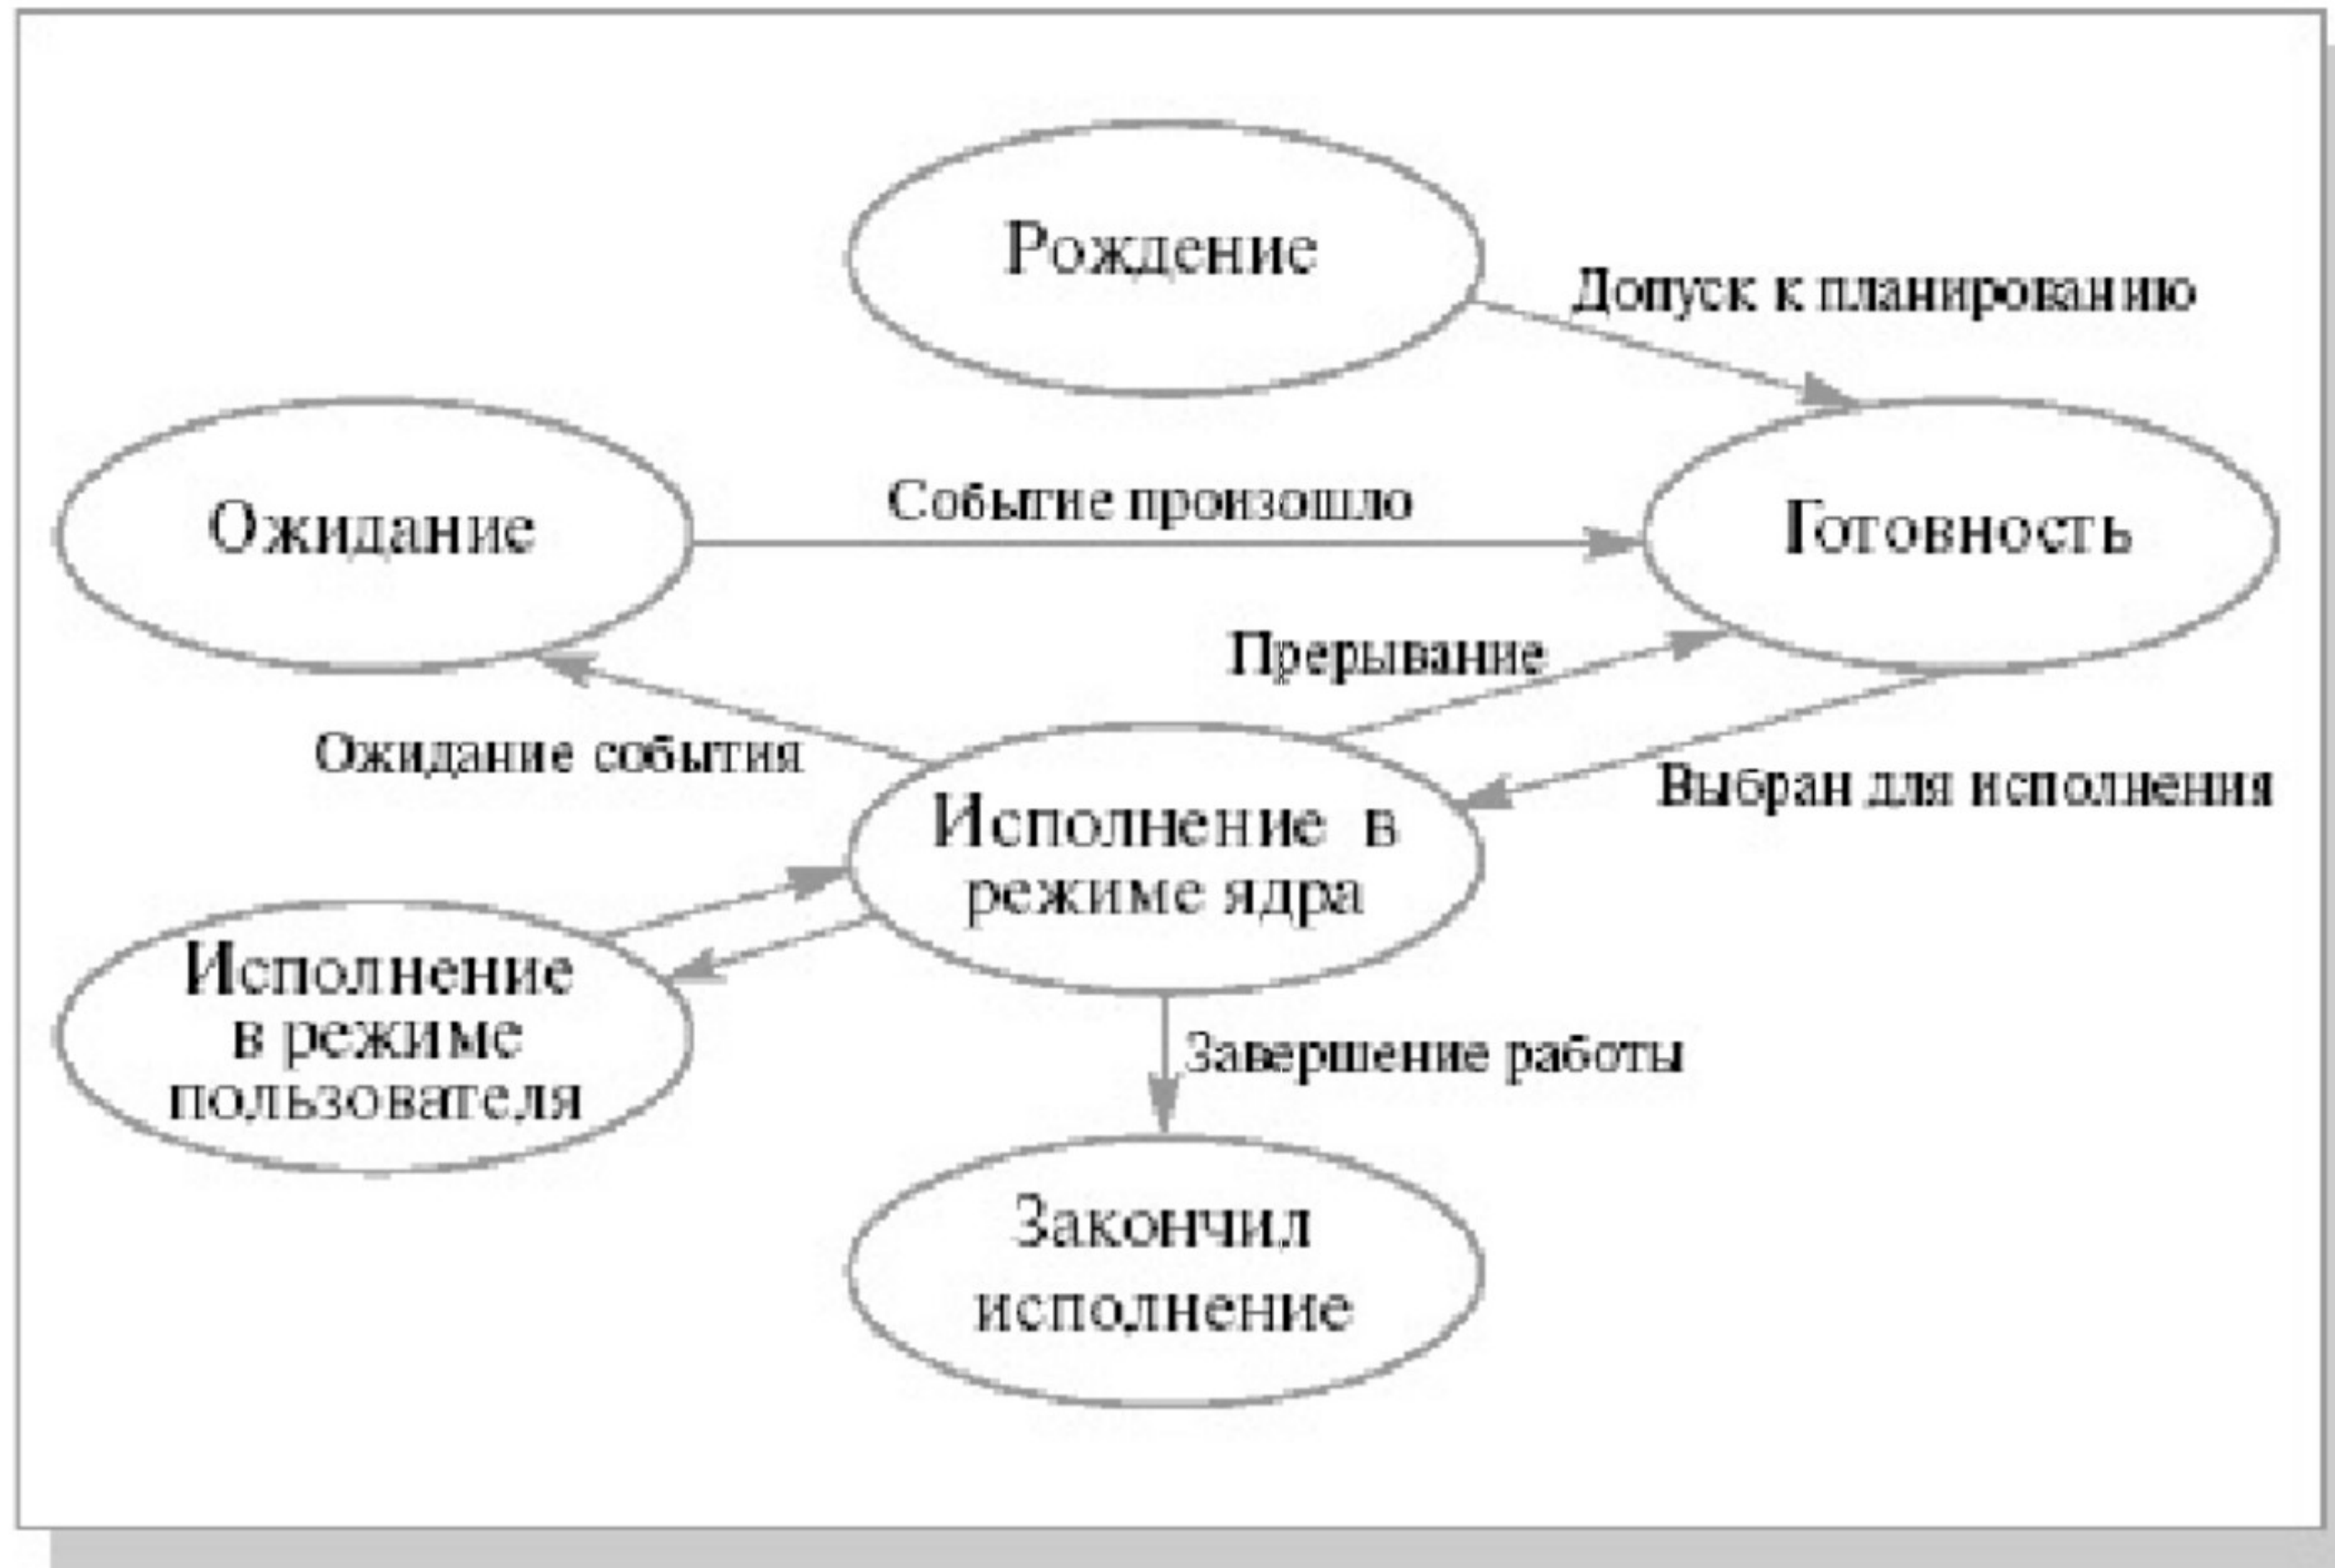 Рождение
Допуск к планированию
Ожидание
Событие произошло
Готовность
Прерывание
Ожидание события
Выбран для исполнения
Исполнение в
режиме ядра
Исполнение
в режиме
пользователя
Завершение работы
Закончил
исполнение